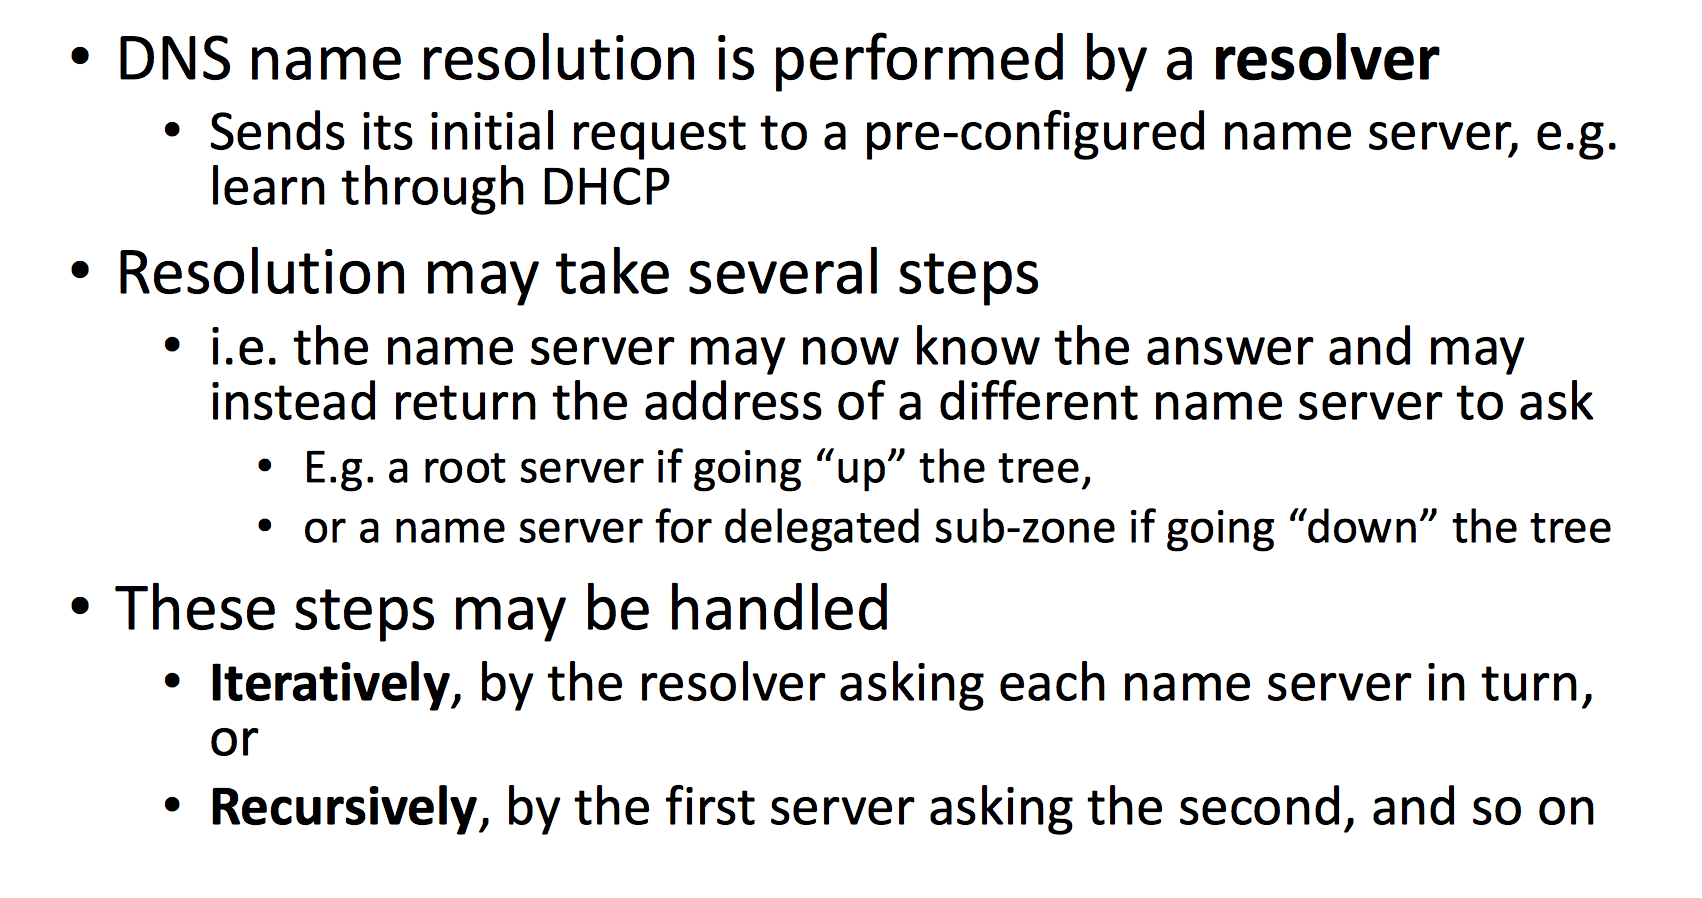 • DNS name resolution is performed by a resolver
• Sends its initial request to a pre-configured name server, e.g.
learn through DHCP
• Resolution may take several steps
• i.e. the name server may now know the answer and may
instead return the address of a different name server to ask
• E.g. a root server if going “up” the tree,
• or a name server for delegated sub-zone if going “down” the tree
• These steps may be handled
• Iteratively, by the resolver asking each name server in turn,
or
• Recursively, by the first server asking the second, and so on